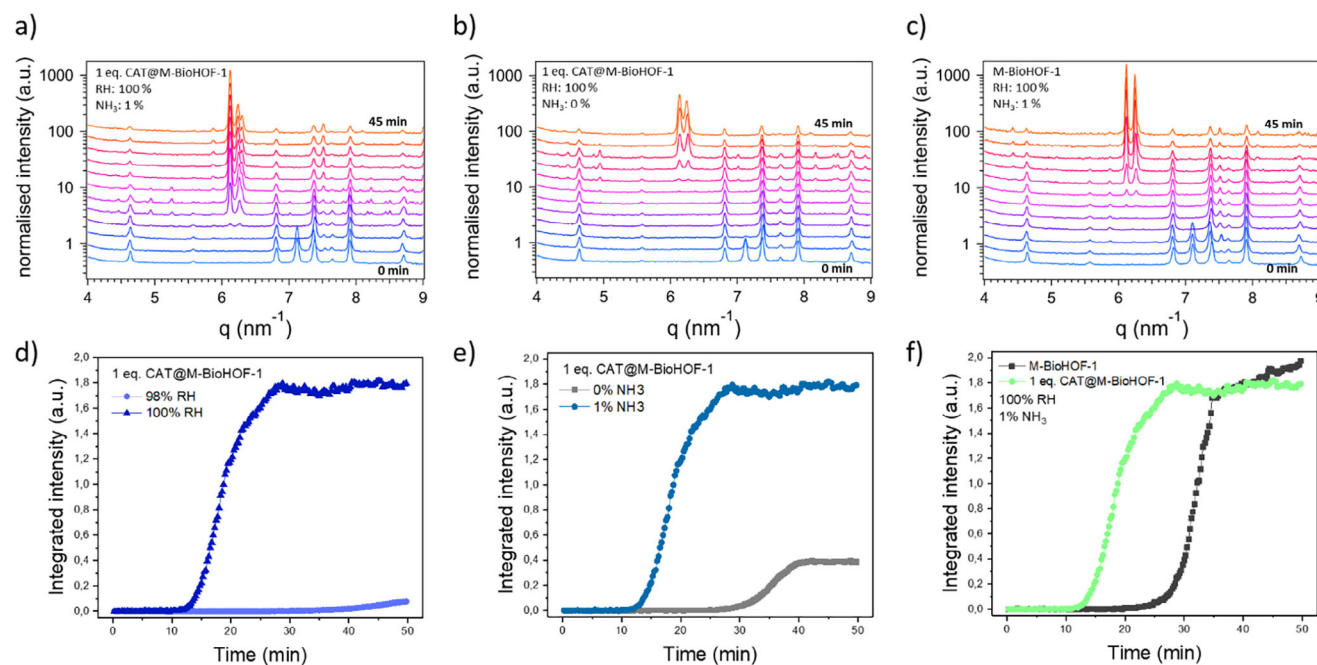 a)
1 eq. CAT@M-BioHOF-1
RH: 100 %
NH₃: 1 %
45 min
0 min
1000
100
10
1
normalised intensity (a.u.)
4 5 6 7 8 9
q (nm⁻¹)
b)
1 eq. CAT@M-BioHOF-1
RH: 100 %
NH₃: 0 %
45 min
0 min
1000
100
10
1
normalised intensity (a.u.)
4 5 6 7 8 9
q (nm⁻¹)
c)
M-BioHOF-1
RH: 100 %
NH₃: 1 %
45 min
0 min
1000
100
10
1
normalised intensity (a.u.)
4 5 6 7 8 9
q (nm⁻¹)
d)
1 eq. CAT@M-BioHOF-1
98% RH
100% RH
2,0
1,8
1,6
1,4
1,2
1,0
0,8
0,6
0,4
0,2
0,0
Integrated intensity (a.u.)
0 10 20 30 40 50
Time (min)
e)
1 eq. CAT@M-BioHOF-1
0% NH3
1% NH3
2,0
1,8
1,6
1,4
1,2
1,0
0,8
0,6
0,4
0,2
0,0
Integrated intensity (a.u.)
0 10 20 30 40 50
Time (min)
f)
M-BioHOF-1
1 eq. CAT@M-BioHOF-1
100% RH
1% NH₃
2,0
1,8
1,6
1,4
1,2
1,0
0,8
0,6
0,4
0,2
0,0
Integrated intensity (a.u.)
0 10 20 30 40 50
Time (min)